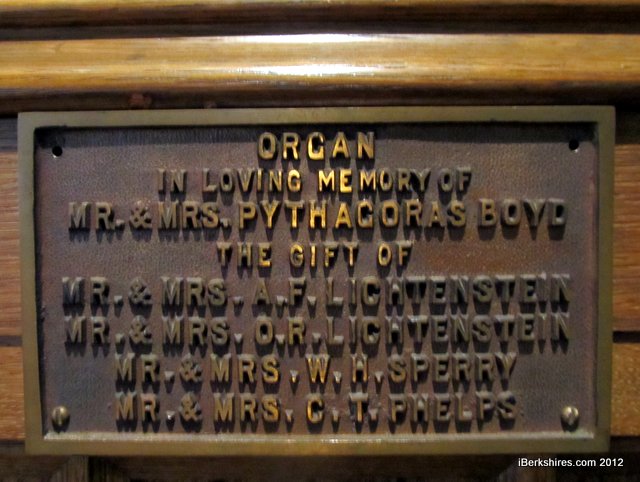 ORGAN
IN LOVING MEMORY OF
MR. & MRS. PYTHAGORAS BOYD
THE GIFT OF
MR. & MRS. A.F. LICHTENSTEIN
MR. & MRS. O.R. LICHTENSTEIN
MR. & MRS. W.H. SPERRY
MR. & MRS. C.T. PHELPS
iBerkshires.com 2012